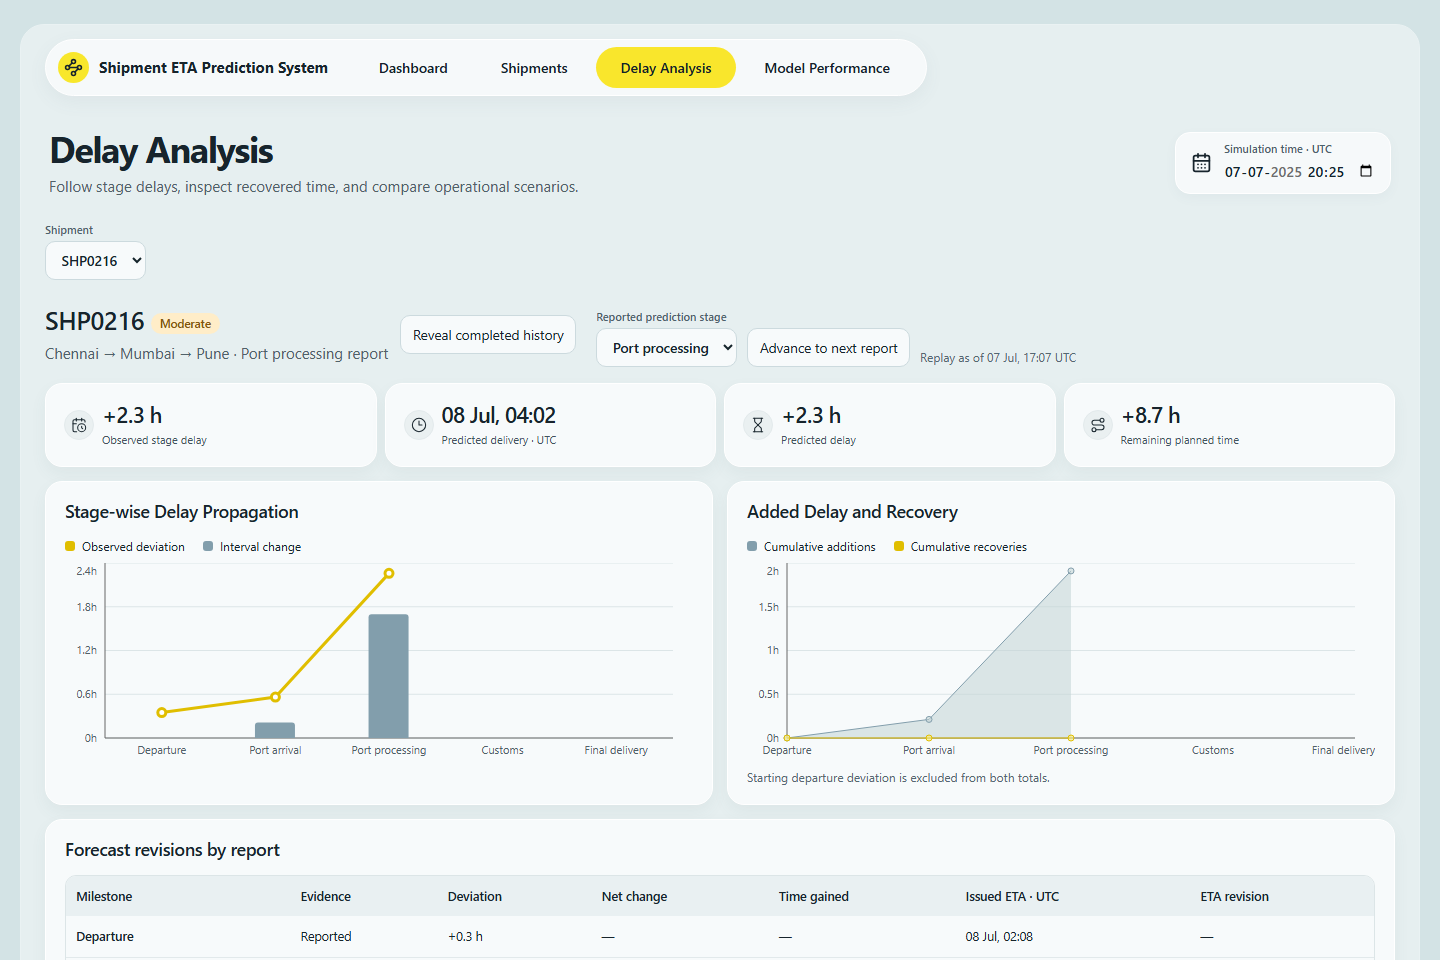 Shipment ETA Prediction System
Dashboard
Shipments
Delay Analysis
Model Performance
Delay Analysis
Follow stage delays, inspect recovered time, and compare operational scenarios.
Simulation time · UTC
07-07-2025 20:25
Shipment
SHP0216
SHP0216
Moderate
Chennai → Mumbai → Pune · Port processing report
Reveal completed history
Reported prediction stage
Port processing
Advance to next report
Replay as of 07 Jul, 17:07 UTC
+2.3 h
Observed stage delay
08 Jul, 04:02
Predicted delivery · UTC
+2.3 h
Predicted delay
+8.7 h
Remaining planned time
Stage-wise Delay Propagation
Observed deviation
Interval change
2.4h
1.8h
1.2h
0.6h
0h
Departure
Port arrival
Port processing
Customs
Final delivery
Added Delay and Recovery
Cumulative additions
Cumulative recoveries
2h
1.5h
1h
0.5h
0h
Departure
Port arrival
Port processing
Customs
Final delivery
Starting departure deviation is excluded from both totals.
Forecast revisions by report
Milestone Evidence Deviation Net change Time gained Issued ETA · UTC ETA revision
Departure Reported +0.3 h — — 08 Jul, 02:08 —